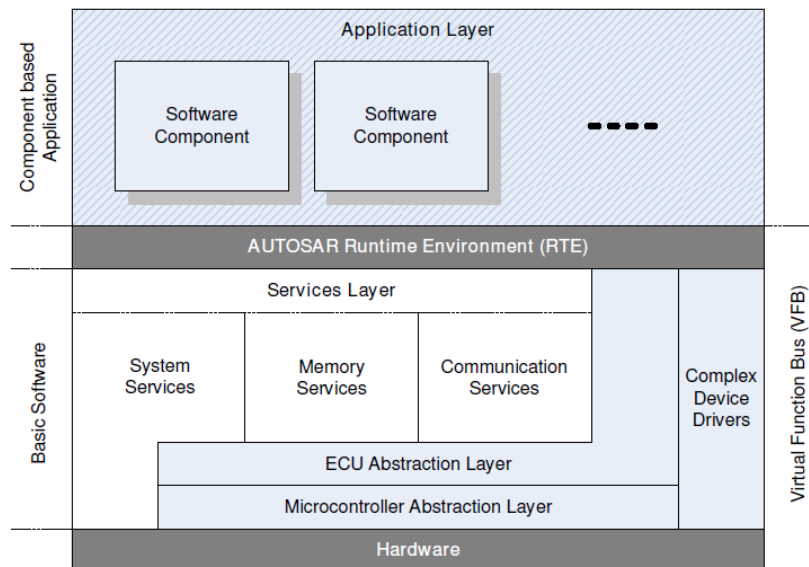 Application Layer
Component based
Application
Software
Component
Software
Component
AUTOSAR Runtime Environment (RTE)
Basic Software
Services Layer
System
Services
Memory
Services
Communication
Services
Complex
Device
Drivers
Virtual Function Bus (VFB)
ECU Abstraction Layer
Microcontroller Abstraction Layer
Hardware